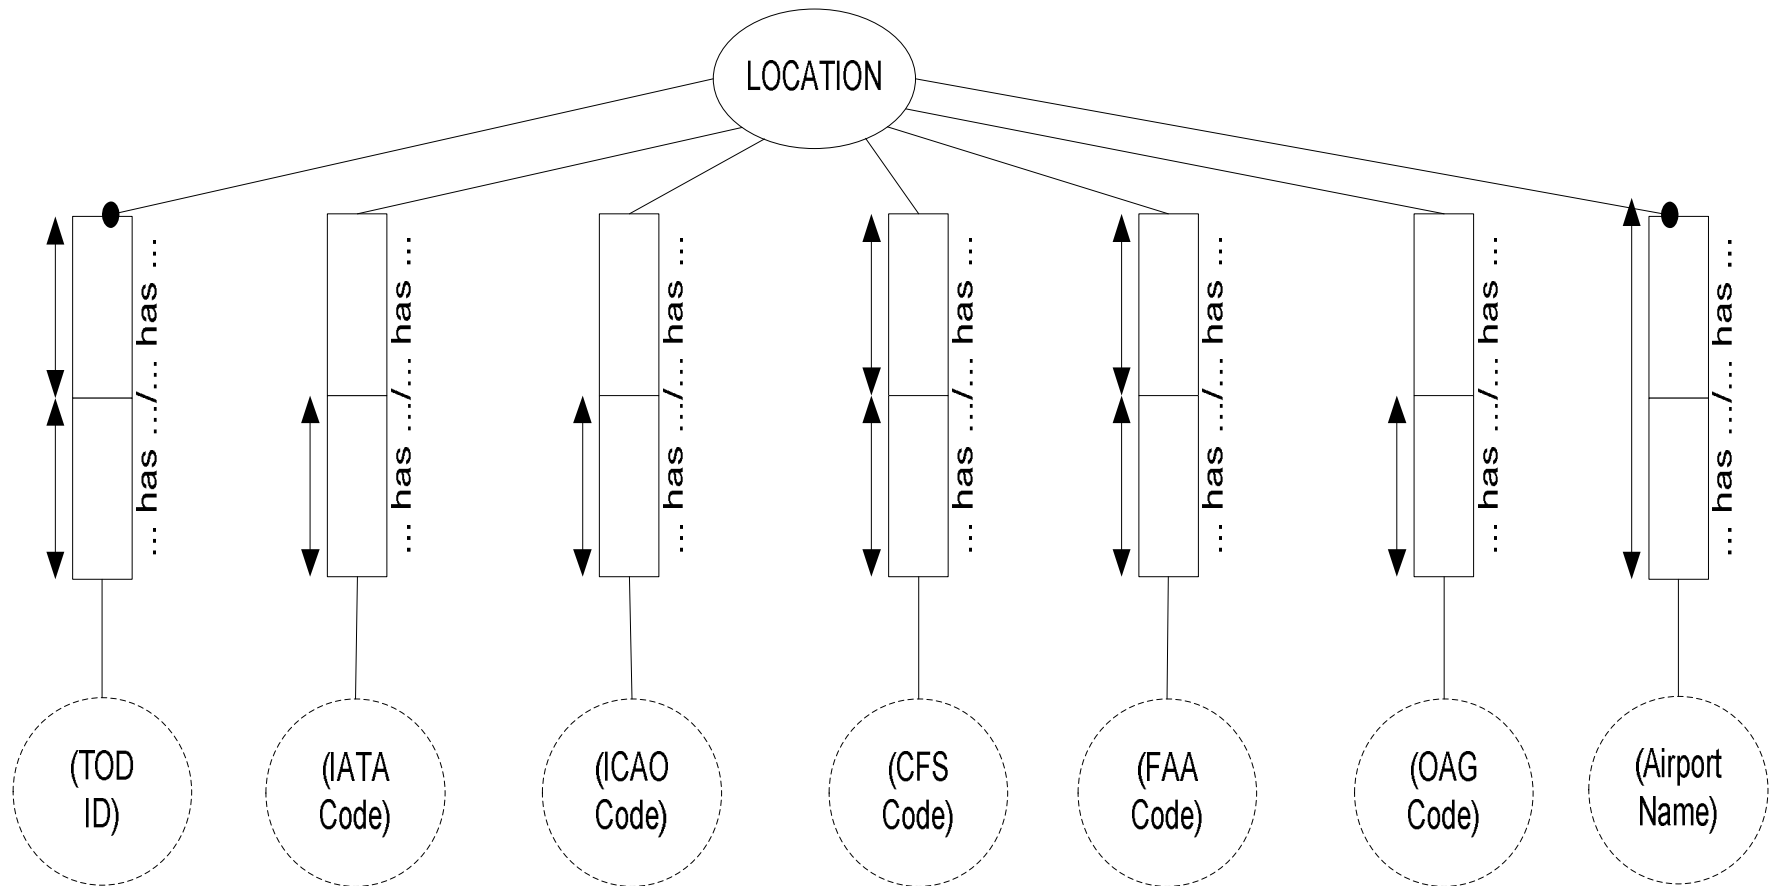 LOCATION
... has .../... has ...
... has .../... has ...
... has .../... has ...
... has .../... has ...
... has .../... has ...
... has .../... has ...
... has .../... has ...
(TOD
ID)
(IATA
Code)
(ICAO
Code)
(CFS
Code)
(FAA
Code)
(OAG
Code)
(Airport
Name)